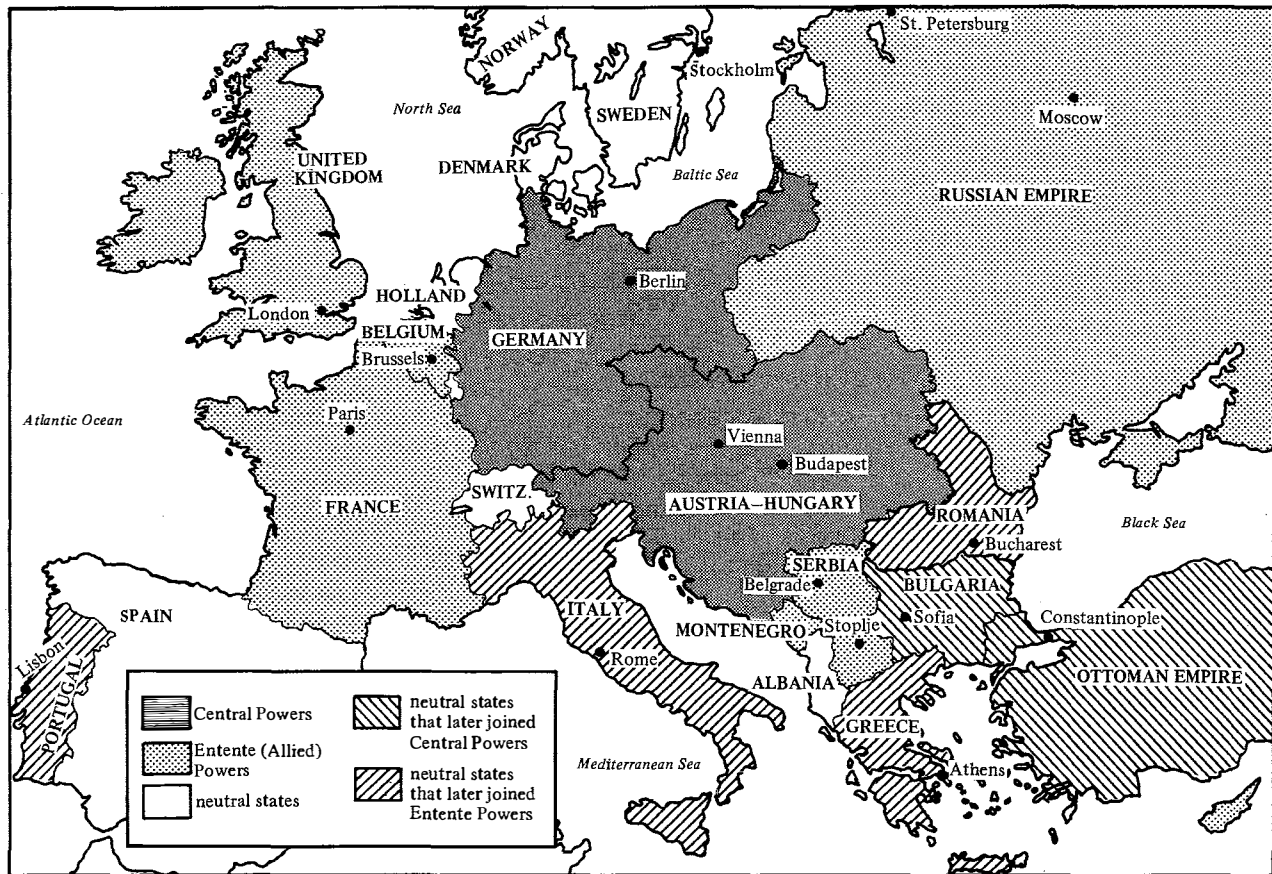 St. Petersburg
NORWAY
Stockholm
Moscow
North Sea
SWEDEN
UNITED
KINGDOM
DENMARK
Baltic Sea
RUSSIAN EMPIRE
Berlin
HOLLAND
London
BELGIUM
GERMANY
Brussels
Paris
Atlantic Ocean
Vienna
Budapest
SWITZ.
FRANCE
AUSTRIA–HUNGARY
ROMANIA
Black Sea
Bucharest
SERBIA
Belgrade
BULGARIA
SPAIN
ITALY
Sofia
Constantinople
MONTENEGRO
Stoplje
Lisbon
Rome
PORTUGAL
ALBANIA
OTTOMAN EMPIRE
GREECE
Mediterranean Sea
Athens
Central Powers
Entente (Allied)
Powers
neutral states
neutral states
that later joined
Central Powers
neutral states
that later joined
Entente Powers